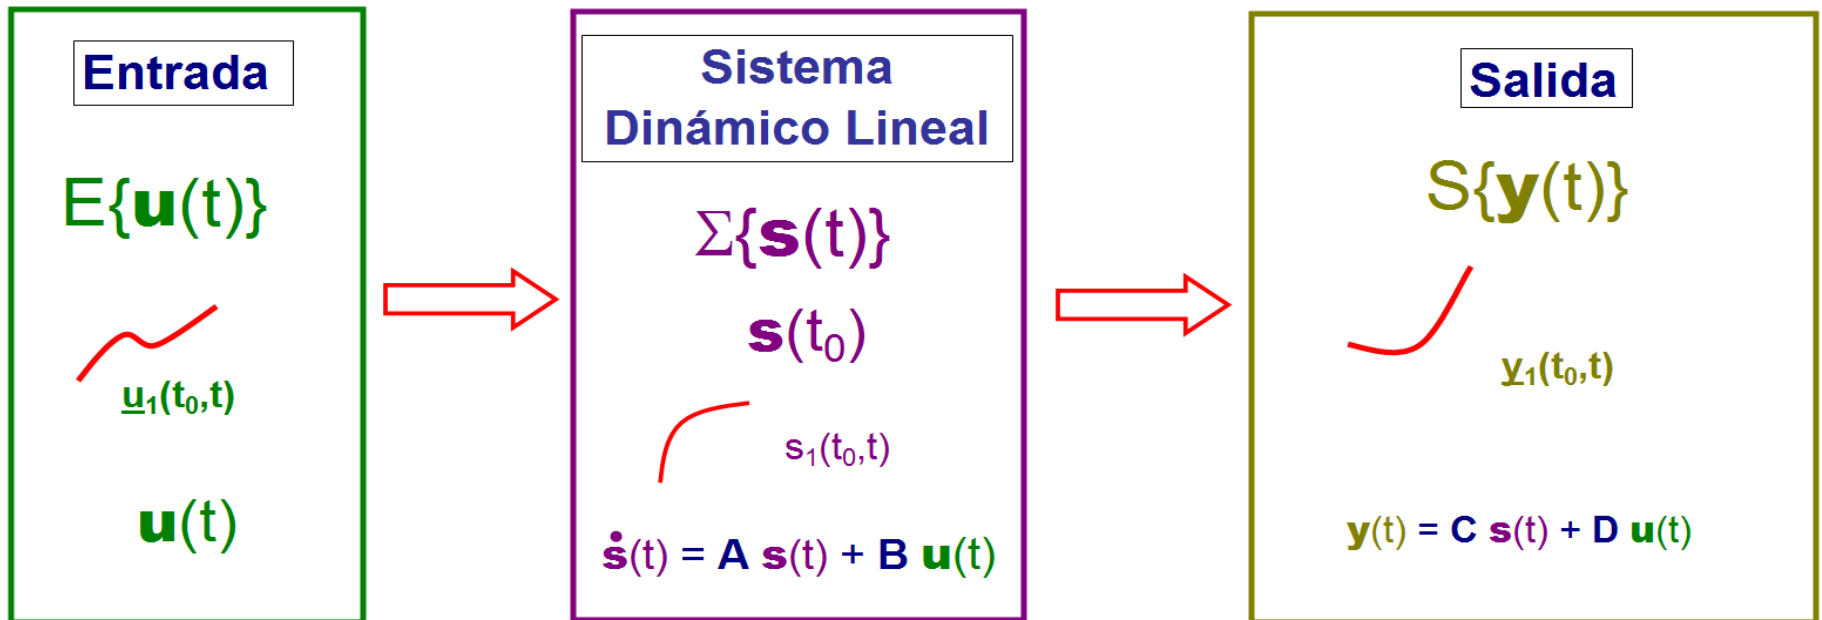 Entrada
E{u(t)}
u₁(t₀,t)
u(t)
Sistema
Dinámico Lineal
Σ{s(t)}
s(t₀)
s₁(t₀,t)
ṡ(t) = A s(t) + B u(t)
Salida
S{y(t)}
y₁(t₀,t)
y(t) = C s(t) + D u(t)